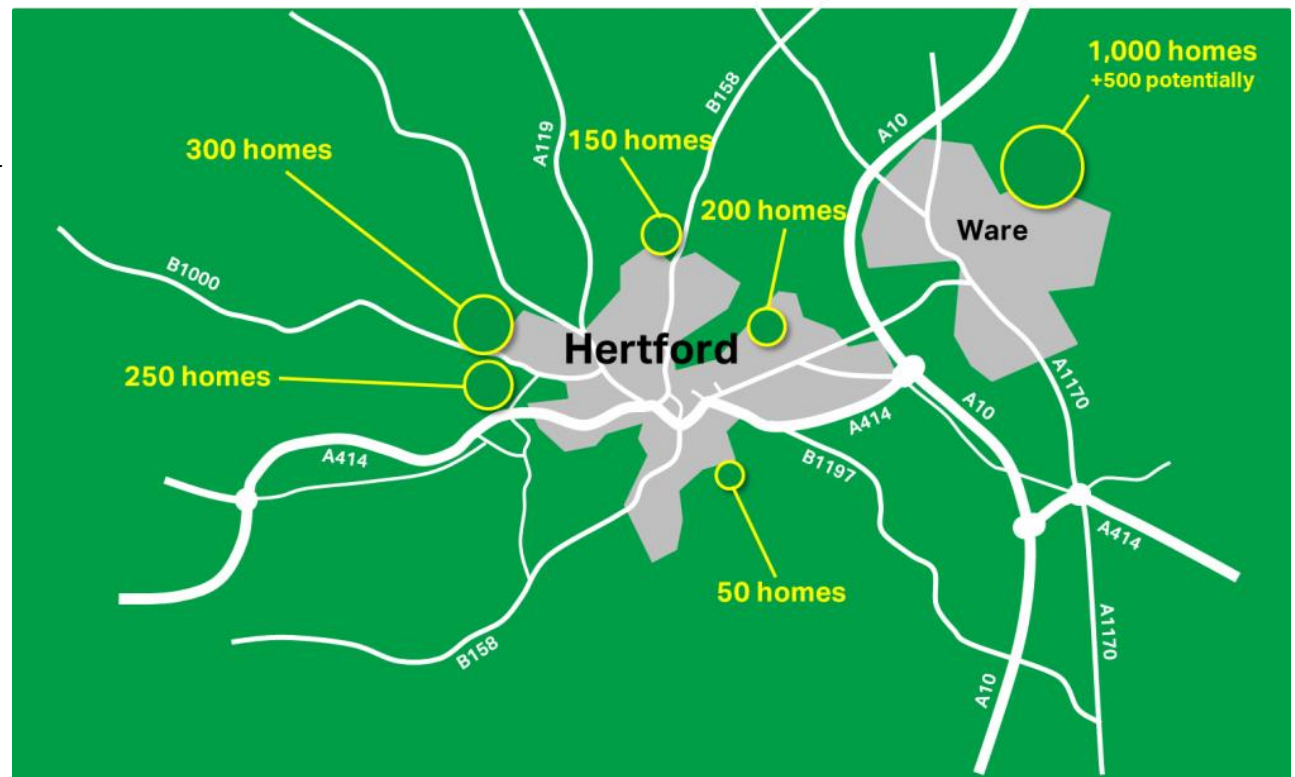 1,000 homes
+500 potentially
B158
A10
A119
150 homes
300 homes
200 homes
Ware
B1000
Hertford
250 homes
A1170
A10
A414
A414
B1197
A414
50 homes
A1170
B158
A10